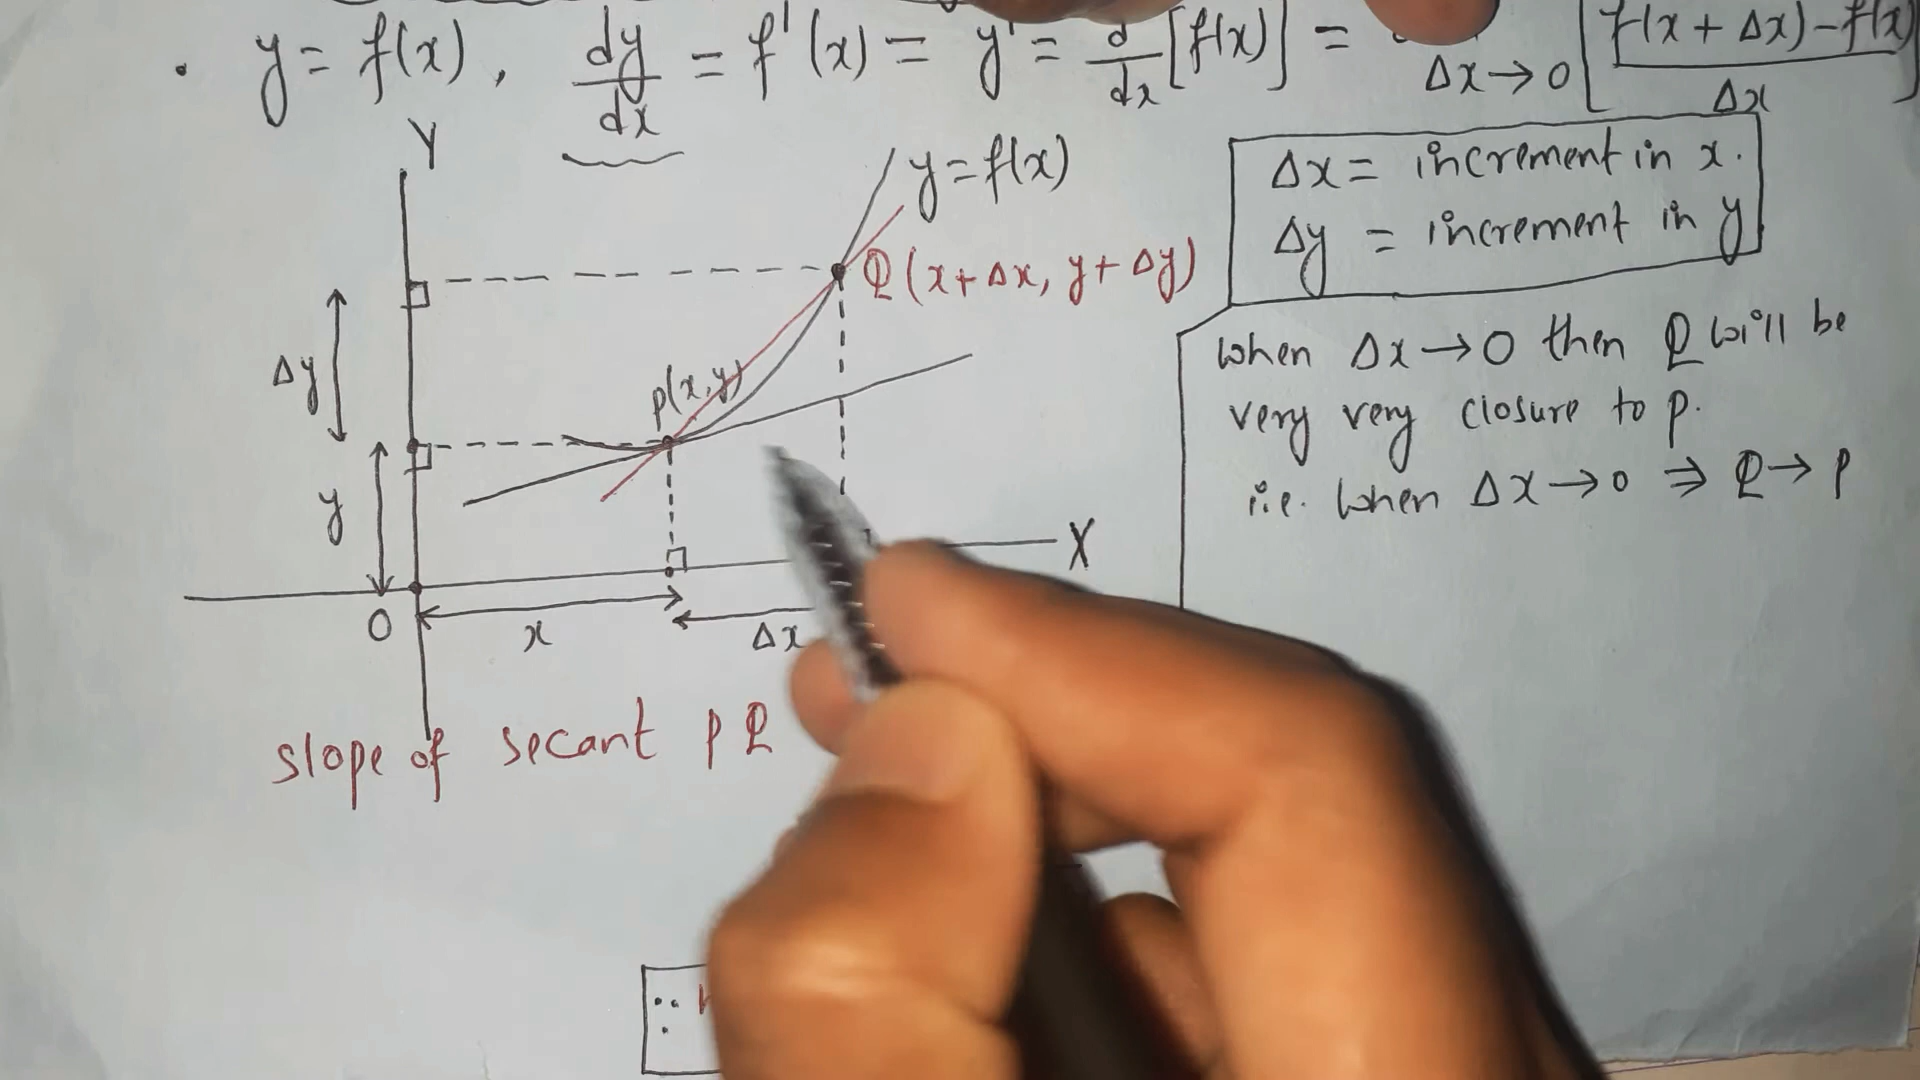 . y = f(x), dy/dx = f'(x) = y' = d/dx [f(x)] = Δx→0 [f(x + Δx) - f(x) / Δx]
Y
y = f(x)
Δx = increment in x.
Δy = increment in y
Q (x+Δx, y+Δy)
When Δx → 0 then Q will be
very very closure to P.
i.e. when Δx → 0 ⇒ Q → P
Δy
P(x,y)
y
X
O
x
Δx
slope of secant PQ
∴